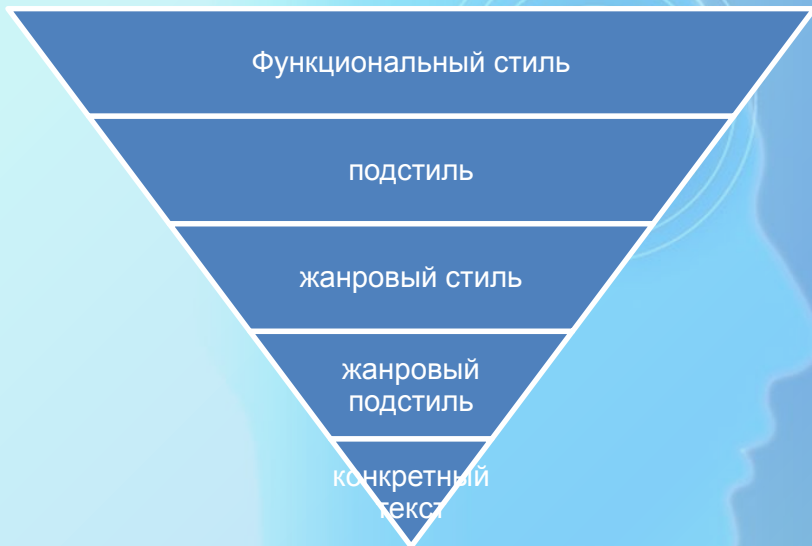 Функциональный стиль
подстиль
жанровый стиль
жанровый
подстиль
конкретный
текст